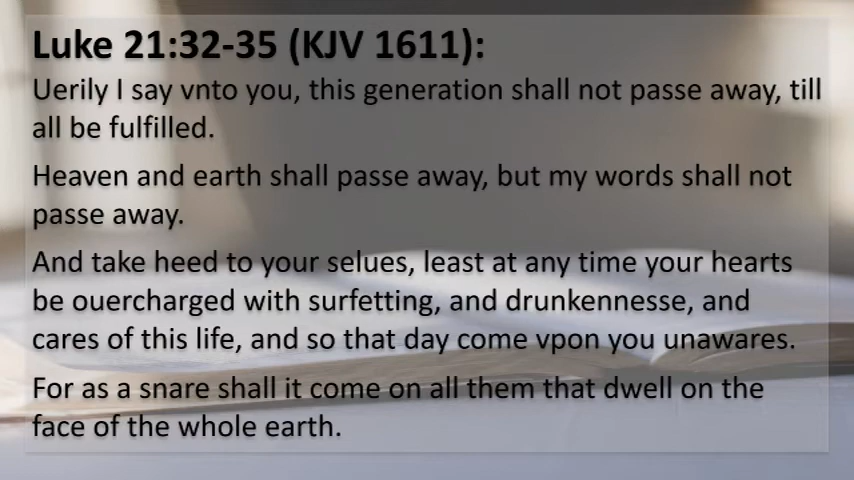 Luke 21:32-35 (KJV 1611):
Uerily I say vnto you, this generation shall not passe away, till
all be fulfilled.
Heaven and earth shall passe away, but my words shall not
passe away.
And take heed to your selues, least at any time your hearts
be ouercharged with surfetting, and drunkennesse, and
cares of this life, and so that day come vpon you unawares.
For as a snare shall it come on all them that dwell on the
face of the whole earth.